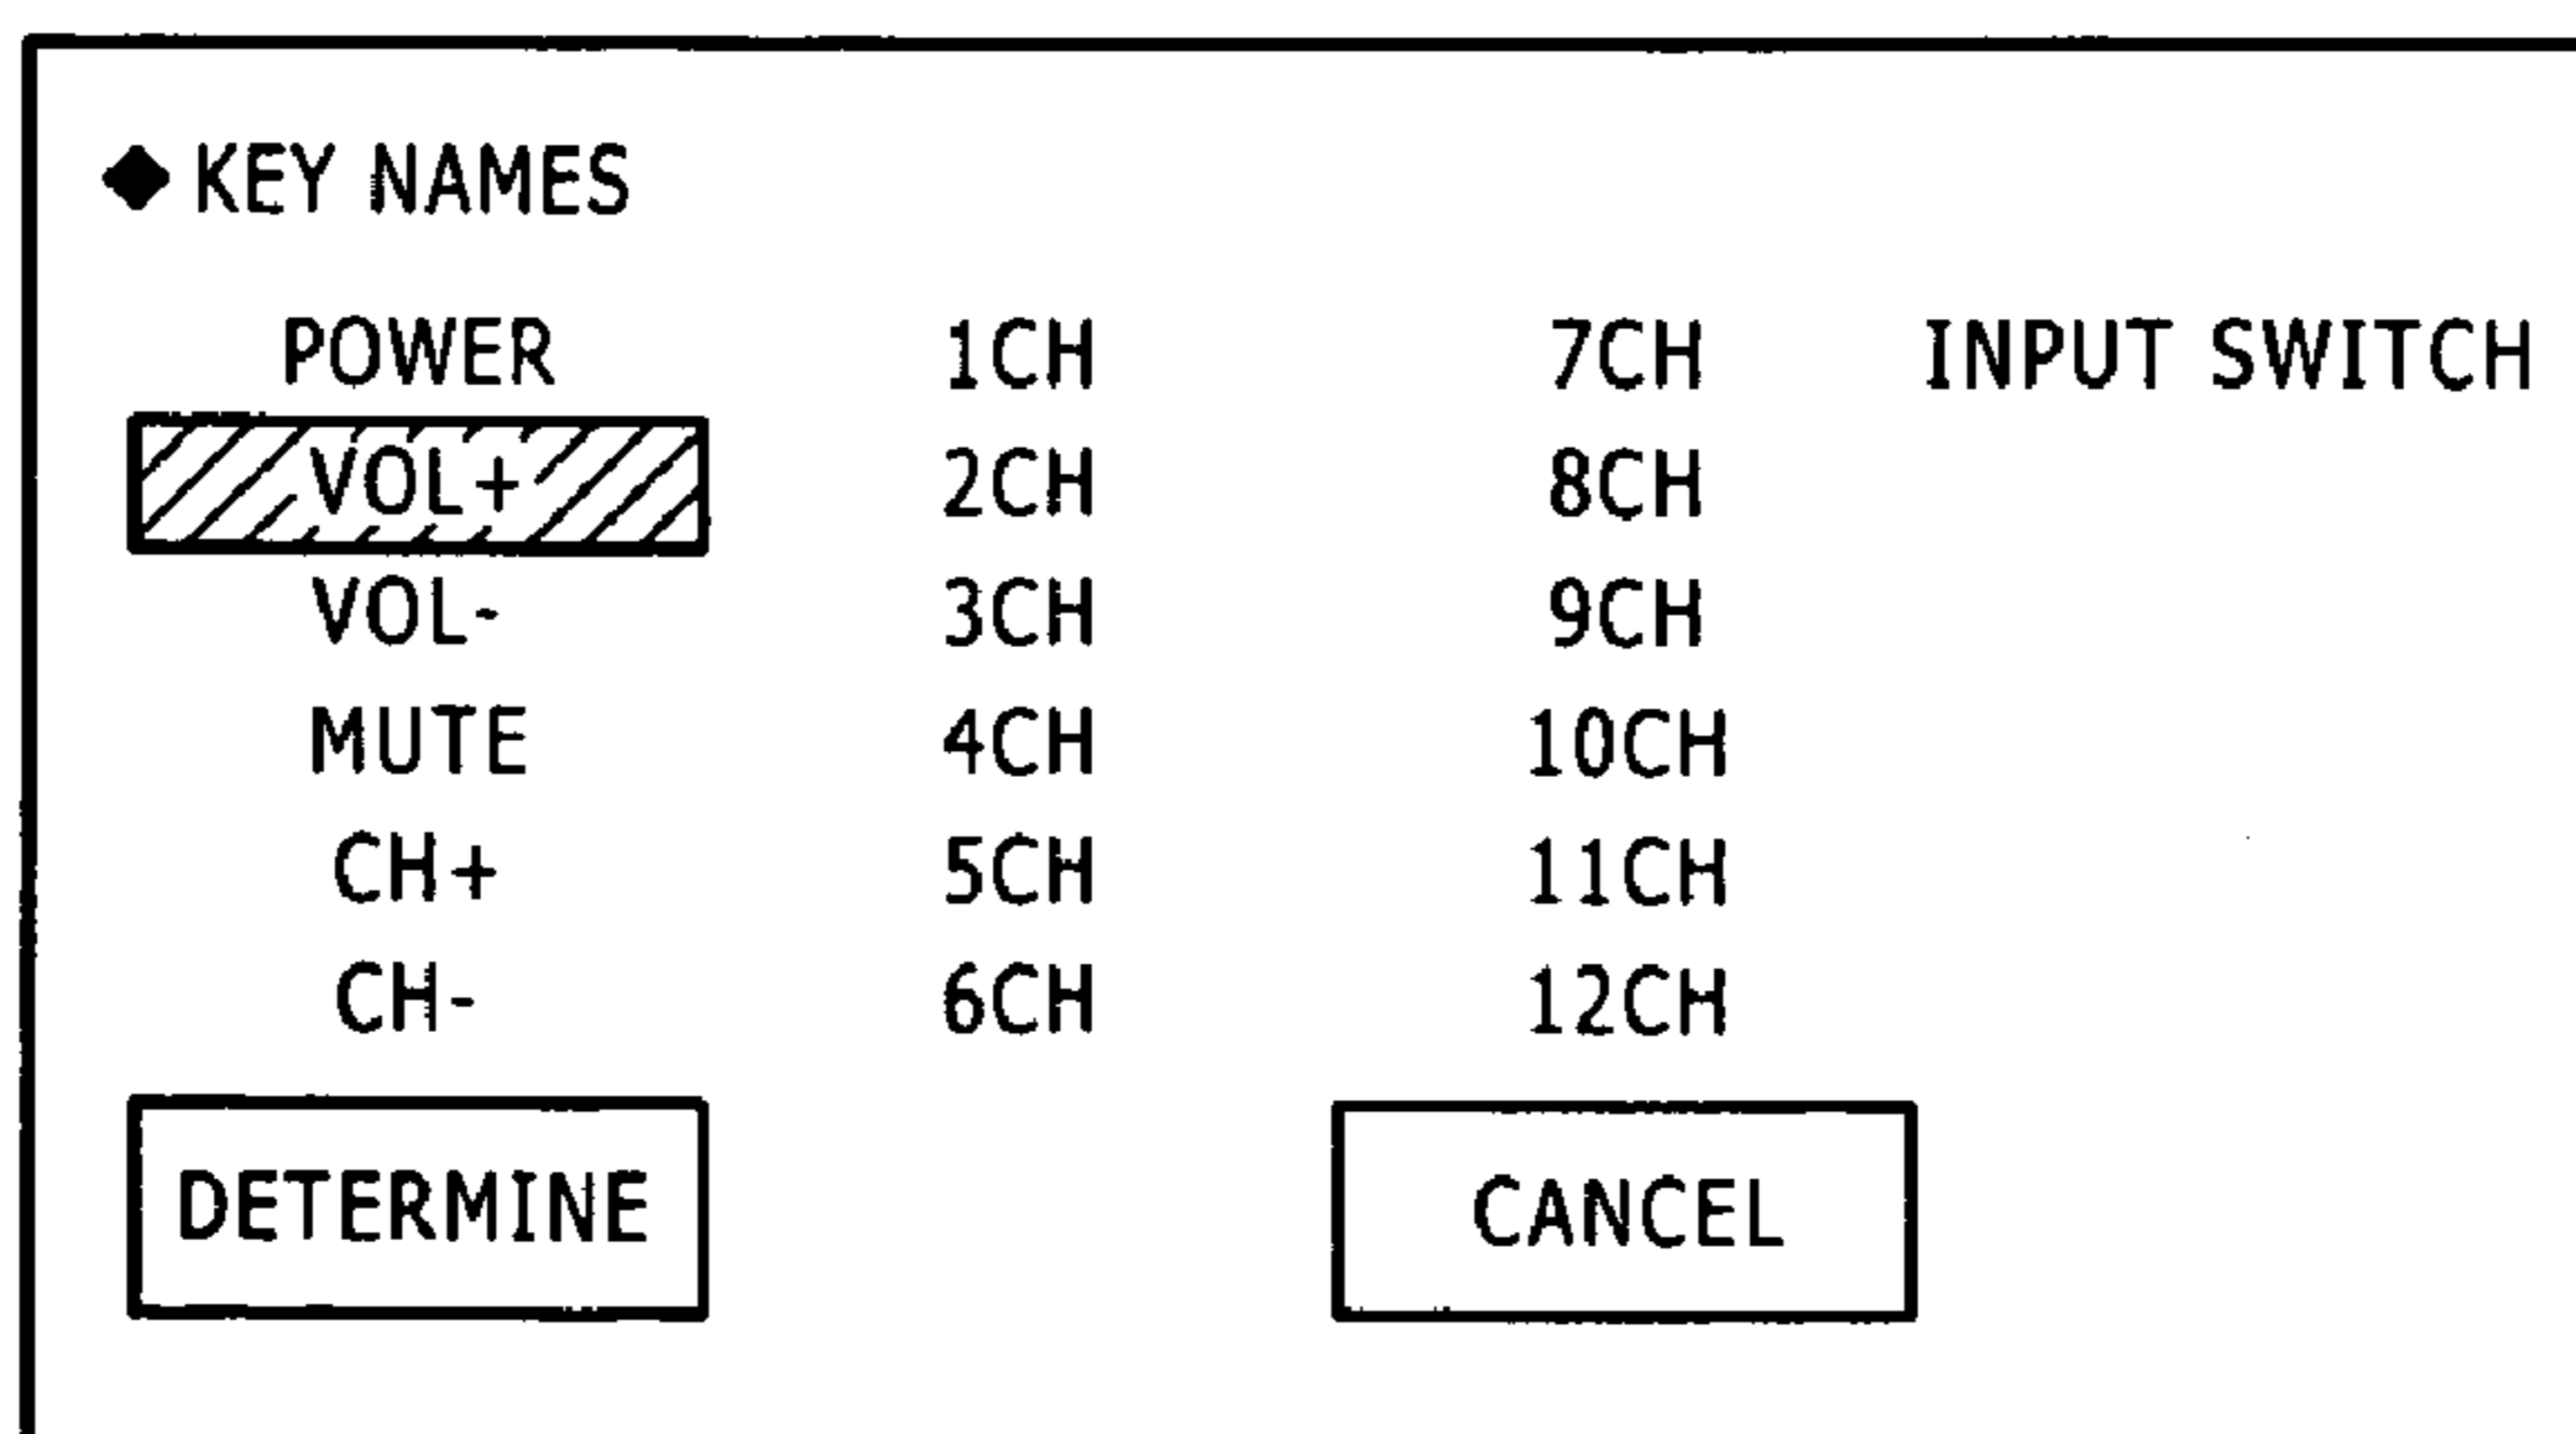 ◆ KEY NAMES
POWER 1CH 7CH INPUT SWITCH
VOL+ 2CH 8CH
VOL- 3CH 9CH
MUTE 4CH 10CH
CH+ 5CH 11CH
CH- 6CH 12CH
DETERMINE CANCEL